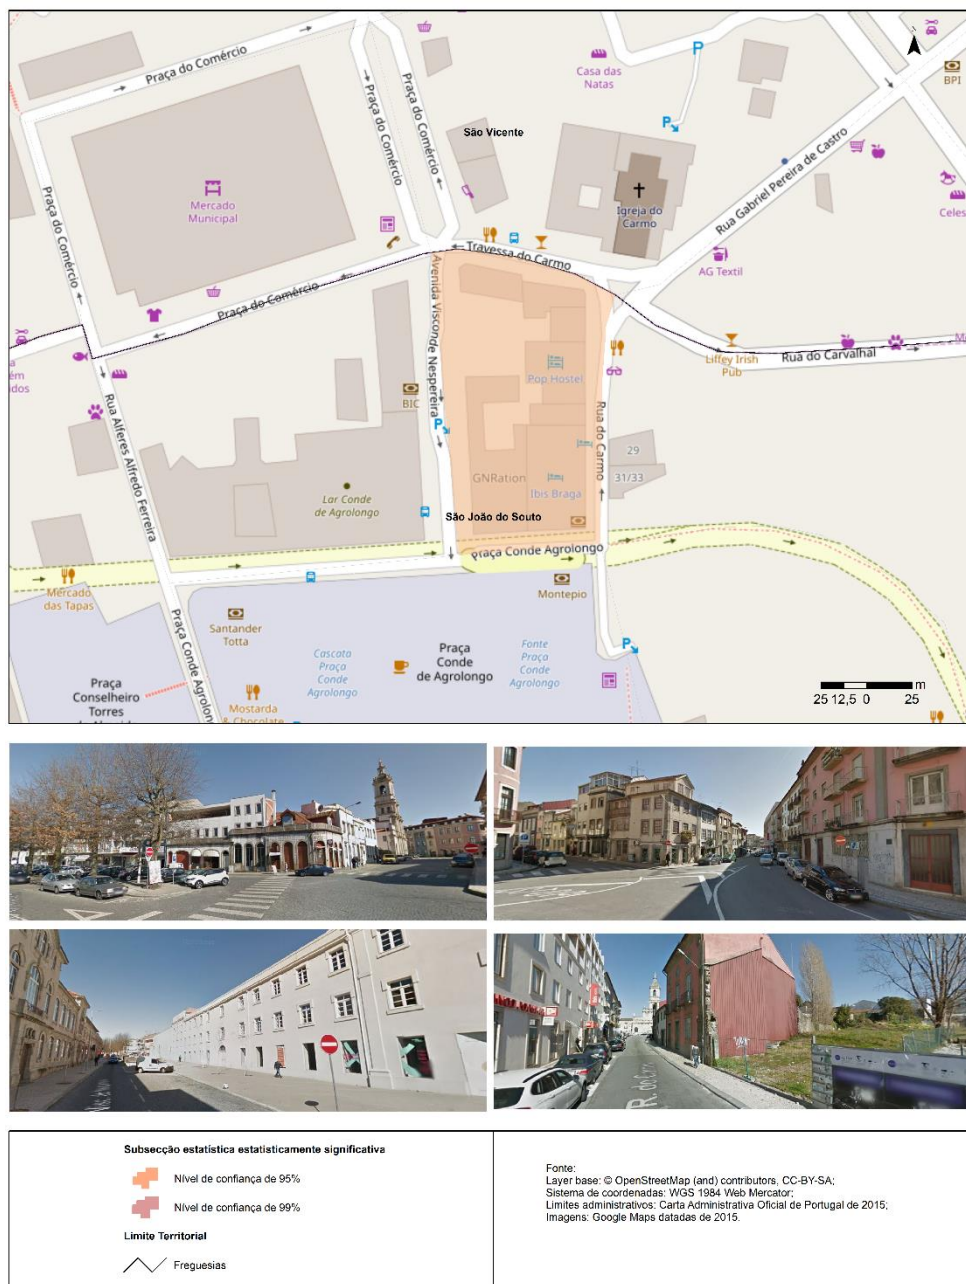 Praça do Comércio
Praça do Comércio
Praça do Comércio
Praça do Comércio
Praça do Comércio
São Vicente
P
Casa das
Natas
P
BPI
Mercado
Municipal
Igreja do
Carmo
Rua Gabriel Pereira de Castro
Celes
AG Textil
Travessa do Carmo
Avenida Visconde Nespereira
Rua do Carvalhal
Liffey Irish
Pub
Pop Hostel
BIC
P
Rua do Carmo
Rua Alferes Alfredo Ferreira
29
31/33
GNRation
Ibis Braga
Lar Conde
de Agrolongo
São João do Souto
Praça Conde Agrolongo
Mercado
das Tapas
Montepio
Santander
Totta
Praça Conde Agrolon
Cascata
Praça
Conde
Agrolongo
Praça
Conde
de Agrolongo
Fonte
Praça
Conde
Agrolongo
P
Praça
Conselheiro
Torres
Mostarda
& Chocolate
25 12,5 0 25 m
R. do Carmo
Subsecção estatística estatisticamente significativa
Nível de confiança de 95%
Nível de confiança de 99%
Limite Territorial
Freguesias
Fonte:
Layer base: © OpenStreetMap (and) contributors, CC-BY-SA;
Sistema de coordenadas: WGS 1984 Web Mercator;
Limites administrativos: Carta Administrativa Oficial de Portugal de 2015;
Imagens: Google Maps datadas de 2015.